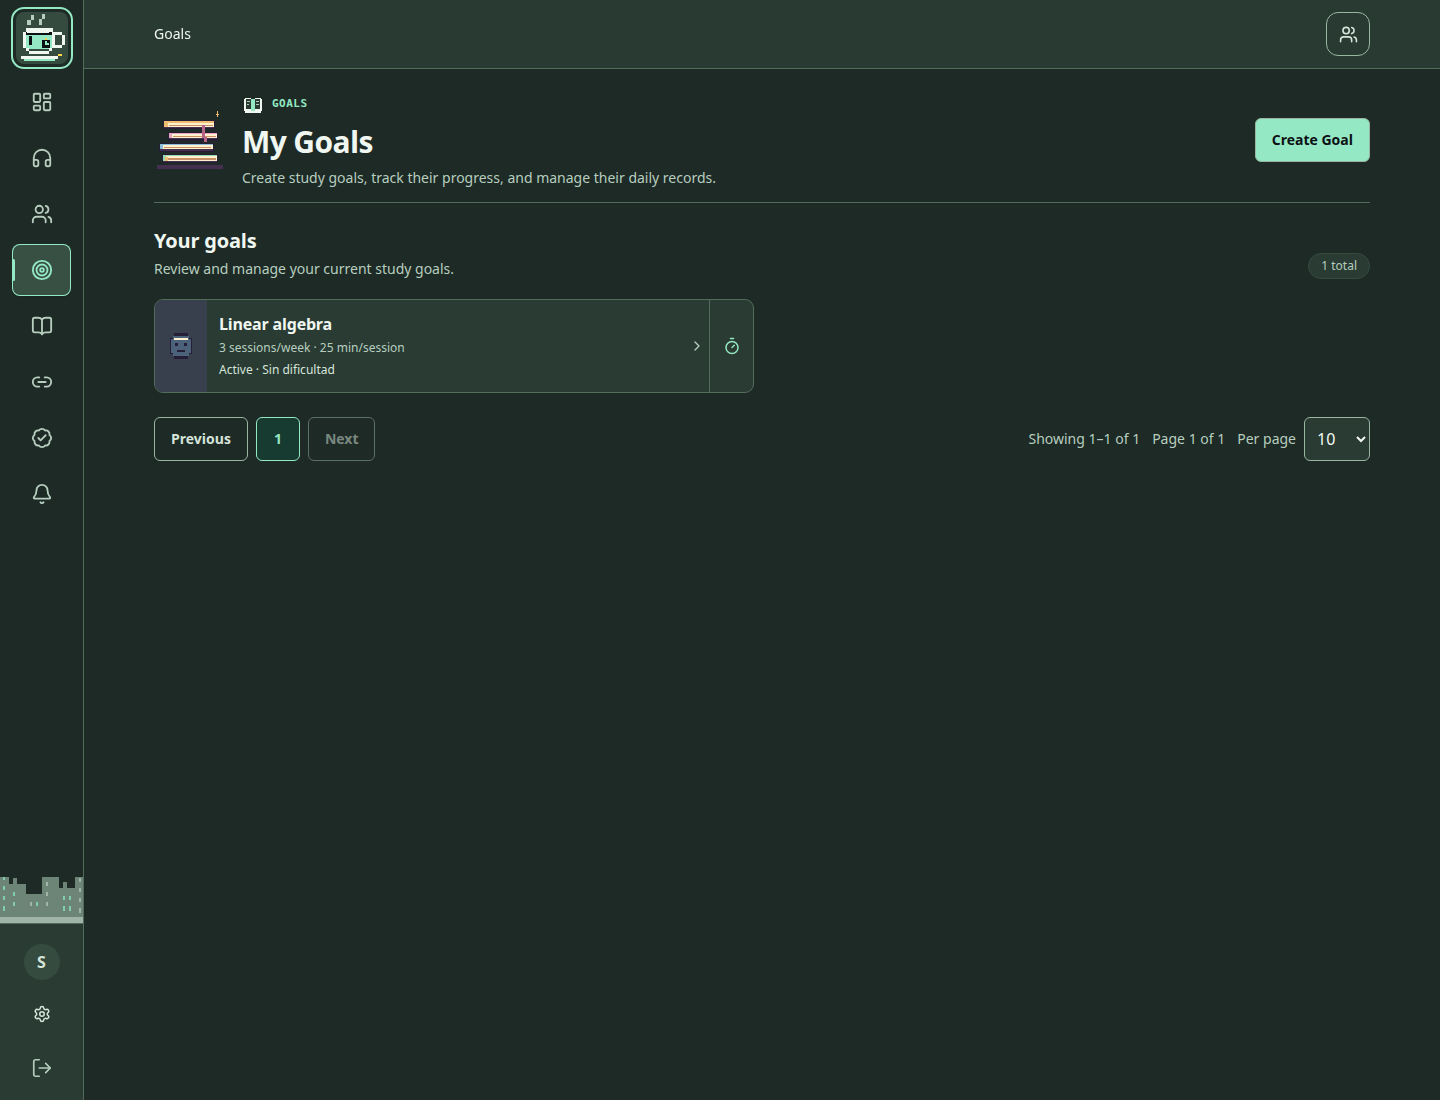 Goals
GOALS
My Goals
Create study goals, track their progress, and manage their daily records.
Create Goal
Your goals
Review and manage your current study goals.
1 total
Linear algebra
3 sessions/week · 25 min/session
Active · Sin dificultad
Previous 1 Next
Showing 1–1 of 1 Page 1 of 1 Per page 10
S